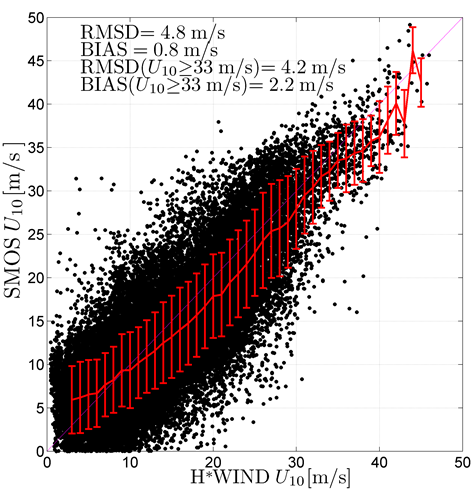 RMSD= 4.8 m/s
BIAS = 0.8 m/s
RMSD(U10≥33 m/s)= 4.2 m/s
BIAS(U10≥33 m/s)= 2.2 m/s
50
45
40
35
30
25
20
15
10
5
0
SMOS U10[m/s ]
0 10 20 30 40 50
H*WIND U10[m/s]